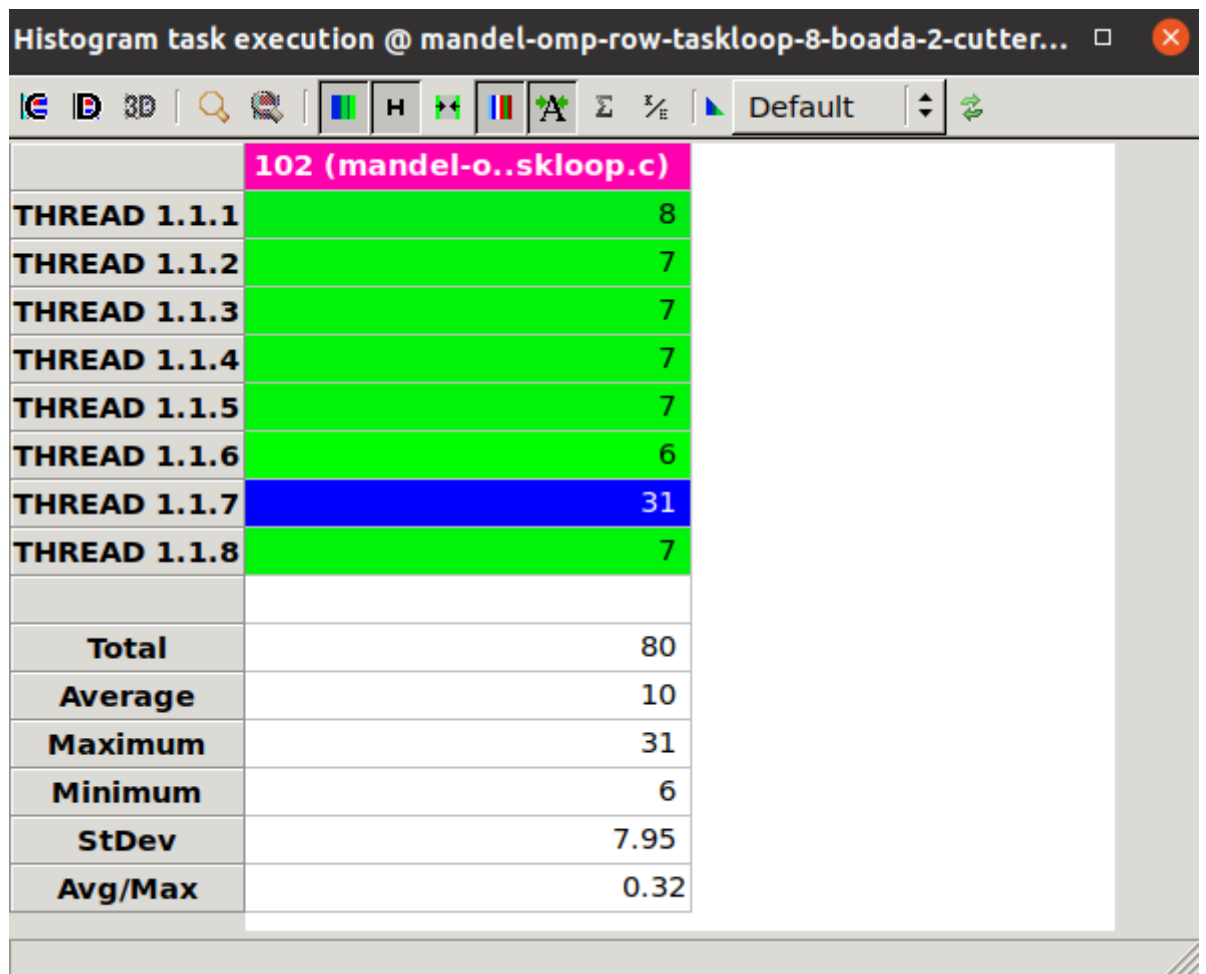 Histogram task execution @ mandel-omp-row-taskloop-8-boada-2-cutter...
3D H A Σ Default
102 (mandel-o..skloop.c)
THREAD 1.1.1 8
THREAD 1.1.2 7
THREAD 1.1.3 7
THREAD 1.1.4 7
THREAD 1.1.5 7
THREAD 1.1.6 6
THREAD 1.1.7 31
THREAD 1.1.8 7
Total 80
Average 10
Maximum 31
Minimum 6
StDev 7.95
Avg/Max 0.32